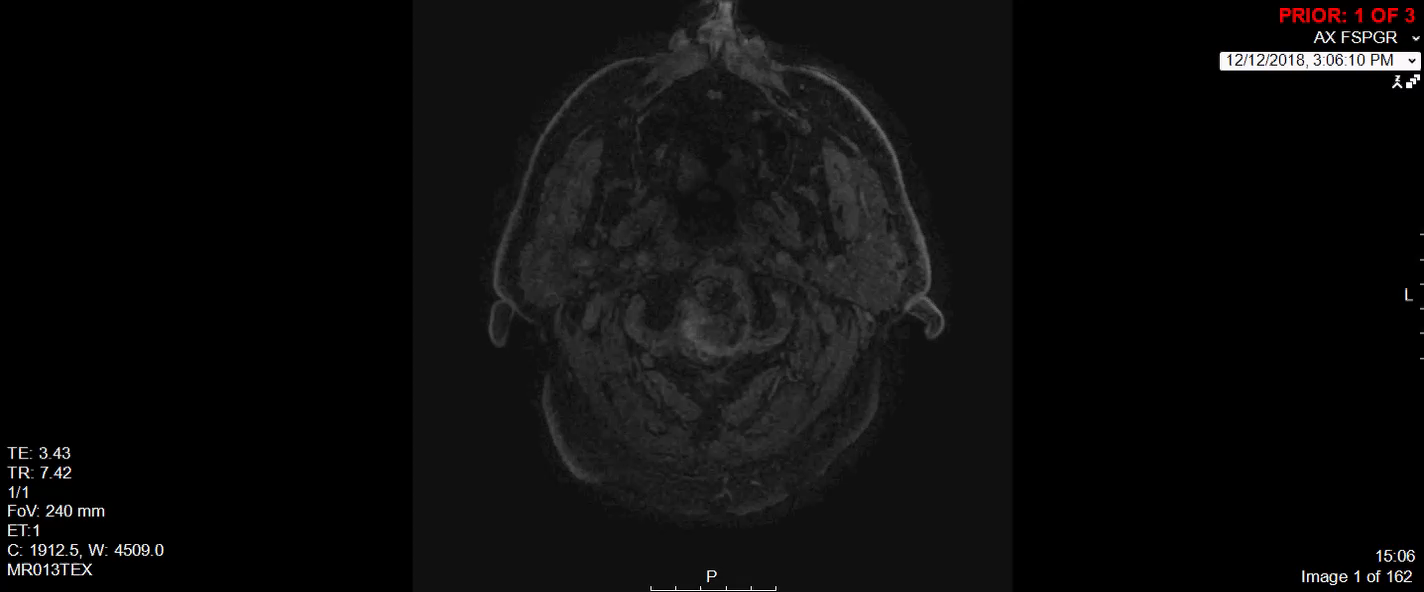 PRIOR: 1 OF 3
AX FSPGR
12/12/2018, 3:06:10 PM
L
TE: 3.43
TR: 7.42
1/1
FoV: 240 mm
ET:1
C: 1912.5, W: 4509.0
MR013TEX
P
15:06
Image 1 of 162